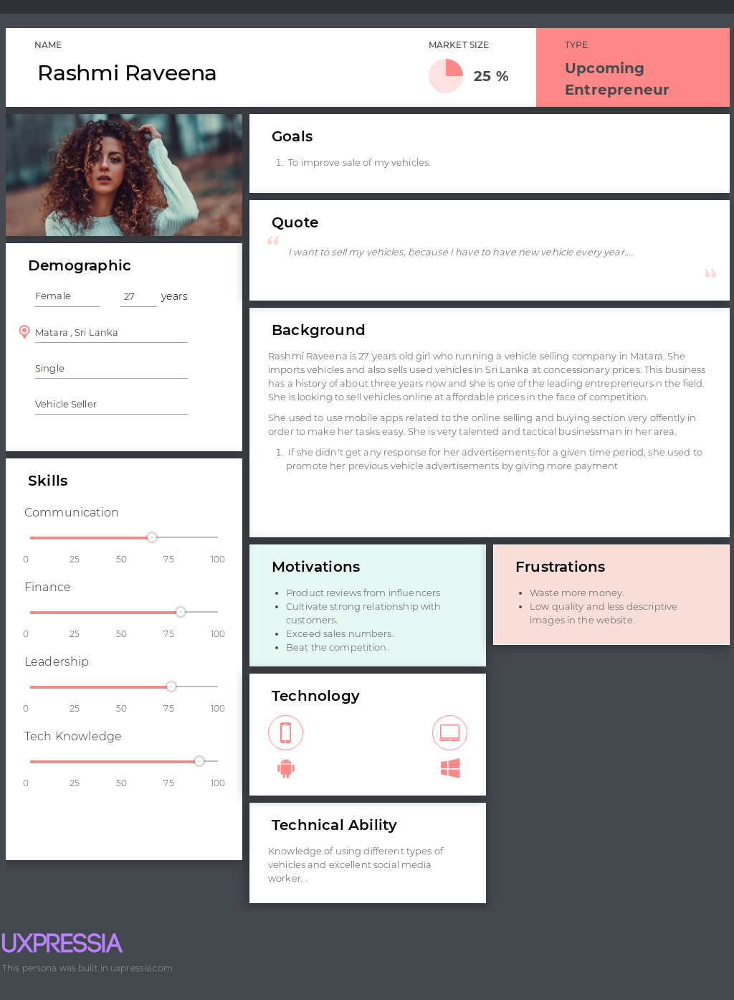 NAME
Rashmi Raveena
MARKET SIZE
25 %
TYPE
Upcoming
Entrepreneur
Demographic
Female 27 years
Matara , Sri Lanka
Single
Vehicle Seller
Skills
Communication
0 25 50 75 100
Finance
0 25 50 75 100
Leadership
0 25 50 75 100
Tech Knowledge
0 25 50 75 100
Goals
1. To improve sale of my vehicles.
Quote
“
I want to sell my vehicles, because I have to have new vehicle every year....
”
Background
Rashmi Raveena is 27 years old girl who running a vehicle selling company in Matara. She
imports vehicles and also sells used vehicles in Sri Lanka at concessionary prices. This business
has a history of about three years now and she is one of the leading entrepreneurs n the field.
She is looking to sell vehicles online at affordable prices in the face of competition.
She used to use mobile apps related to the online selling and buying section very offently in
order to make her tasks easy. She is very talented and tactical businessman in her area.
1. If she didn't get any response for her advertisements for a given time period, she used to
promote her previous vehicle advertisements by giving more payment
Motivations
• Product reviews from influencers
• Cultivate strong relationship with
customers.
• Exceed sales numbers.
• Beat the competition.
Frustrations
• Waste more money.
• Low quality and less descriptive
images in the website.
Technology
Technical Ability
Knowledge of using different types of
vehicles and excellent social media
worker. .
UXPRESSIA
This persona was built in uxpressia.com